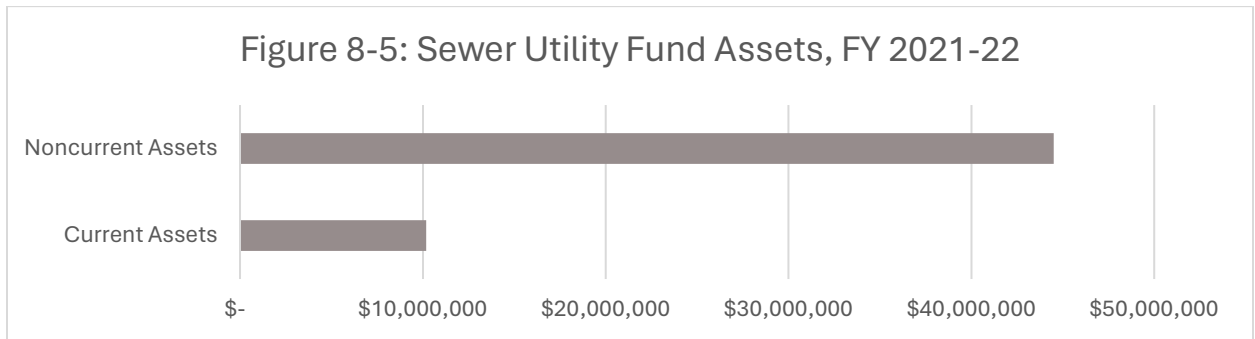 Figure 8-5: Sewer Utility Fund Assets, FY 2021-22
Noncurrent Assets
Current Assets
$- $10,000,000 $20,000,000 $30,000,000 $40,000,000 $50,000,000